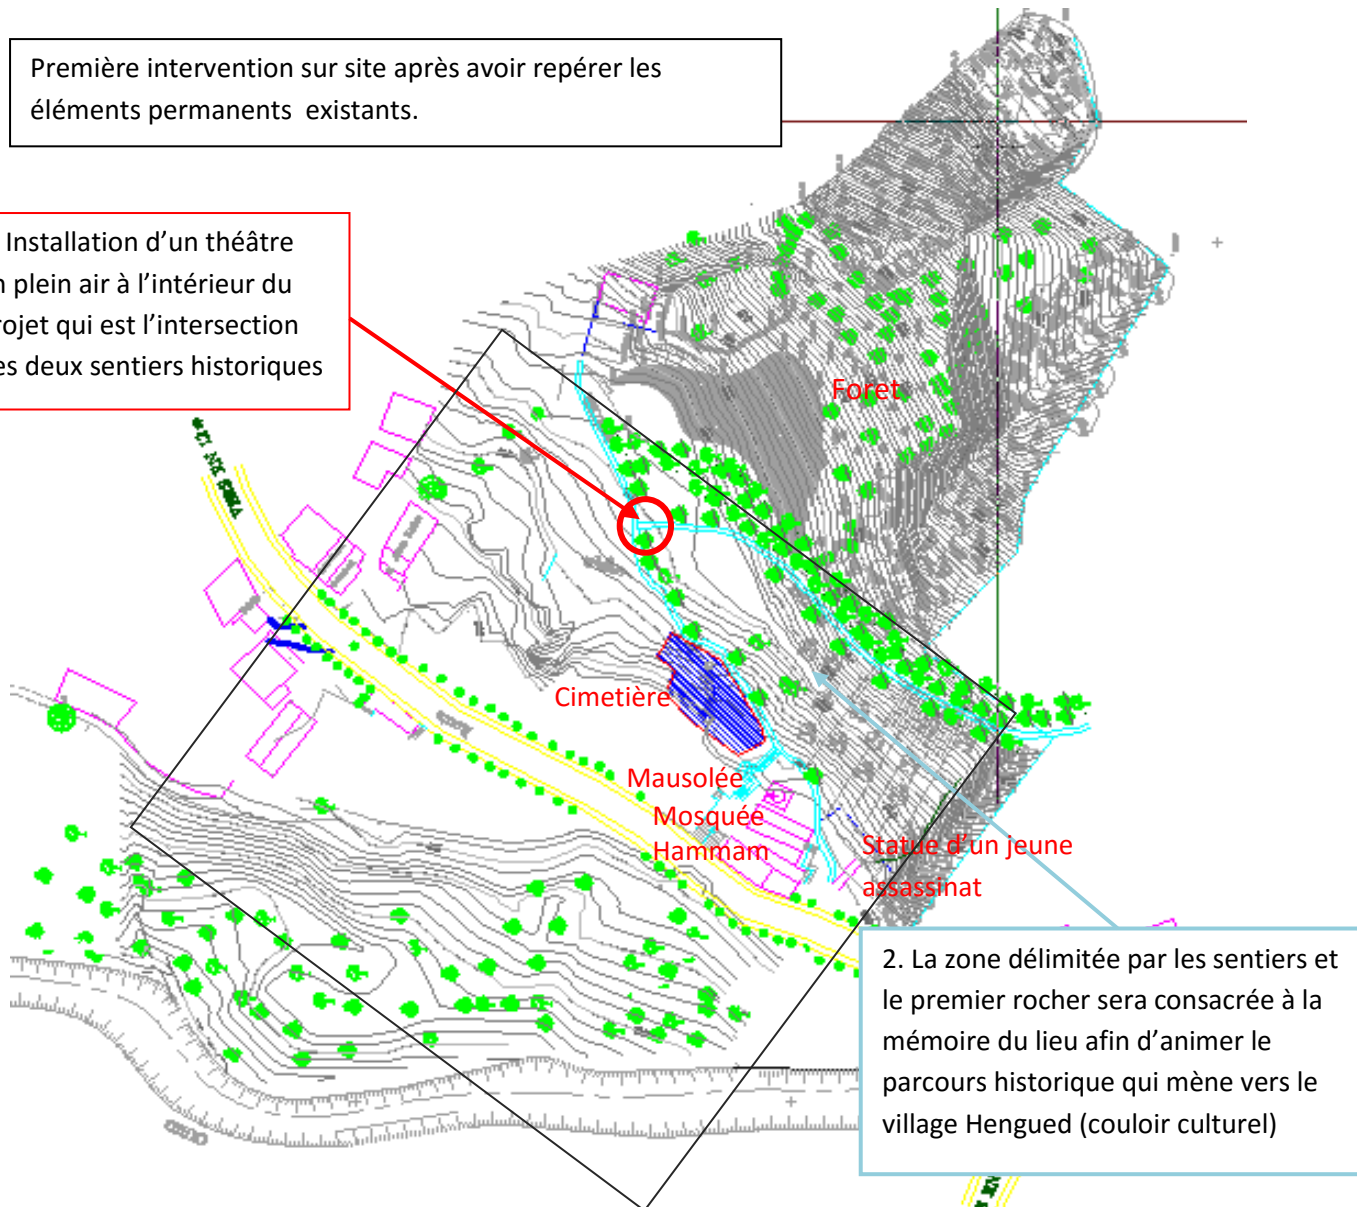 Première intervention sur site après avoir repérer les
éléments permanents existants.
Installation d’un théâtre
plein air à l’intérieur du
qui est l’intersection
deux sentiers historiques
Foret
Cimetière
Mausolée
Mosquée
Hammam
Statue d’un jeune
assassinat
2. La zone délimitée par les sentiers et
le premier rocher sera consacrée à la
mémoire du lieu afin d’animer le
parcours historique qui mène vers le
village Hengued (couloir culturel)